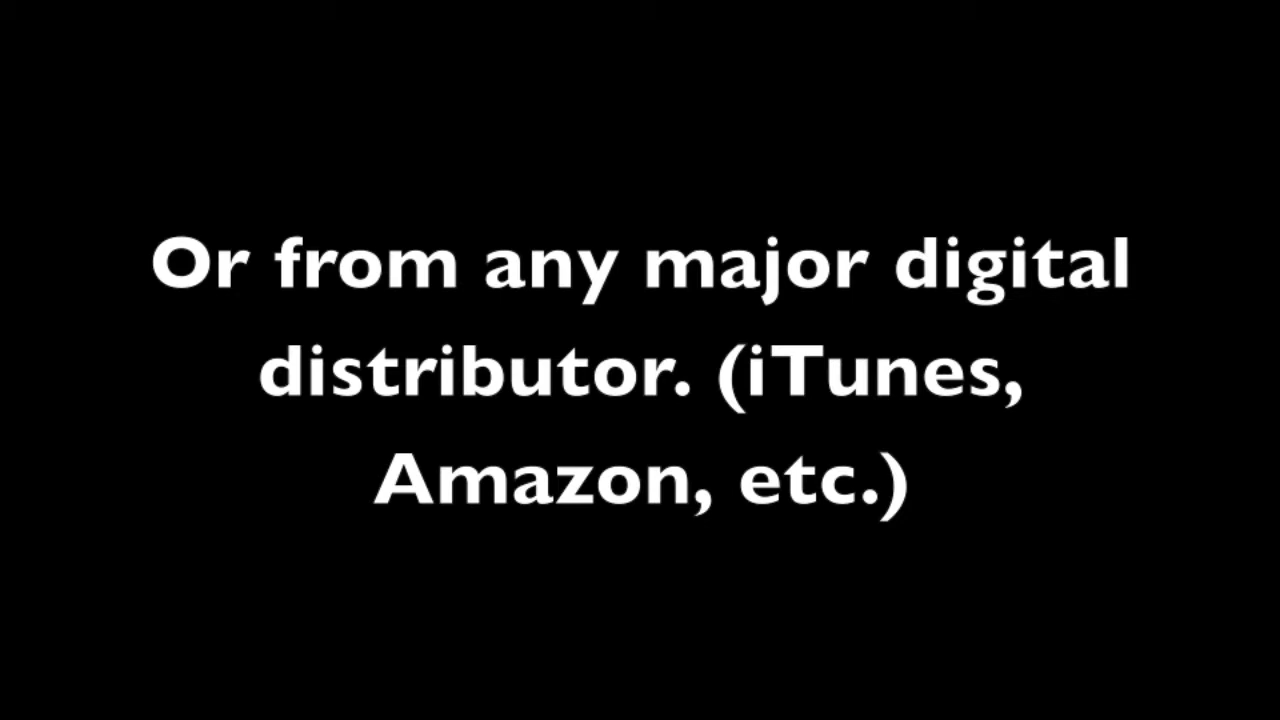 Or from any major digital
distributor. (iTunes,
Amazon, etc.)